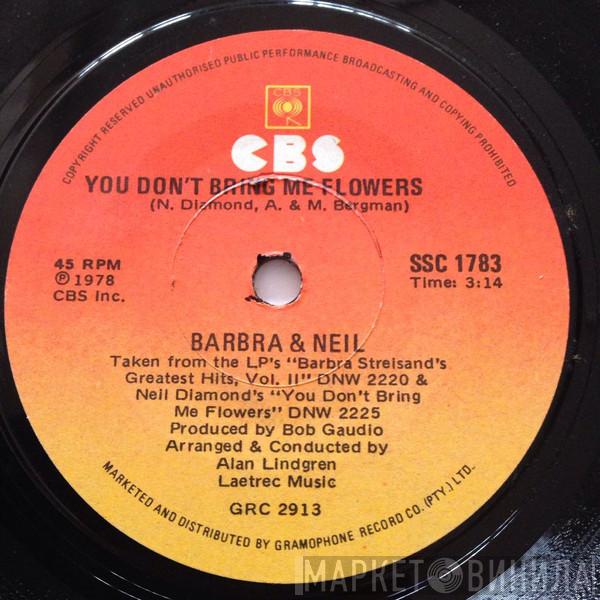 COPYRIGHT RESERVED UNAUTHORISED PUBLIC PERFORMANCE BROADCASTING AND COPYING PROHIBITED
CBS
CBS
YOU DON'T BRING ME FLOWERS
(N. Diamond, A. & M. Bergman)
45 RPM
℗ 1978
CBS Inc.
SSC 1783
Time: 3:14
BARBRA & NEIL
Taken from the LP's "Barbra Streisand's
Greatest Hits, Vol. II" DNW 2220 &
Neil Diamond's "You Don't Bring
Me Flowers" DNW 2225
Produced by Bob Gaudio
Arranged & Conducted by
Alan Lindgren
Laetrec Music
GRC 2913
MARKETED AND DISTRIBUTED BY GRAMOPHONE RECORD CO. (PTY.) LTD.
МАРКЕТ ВИНИЛА